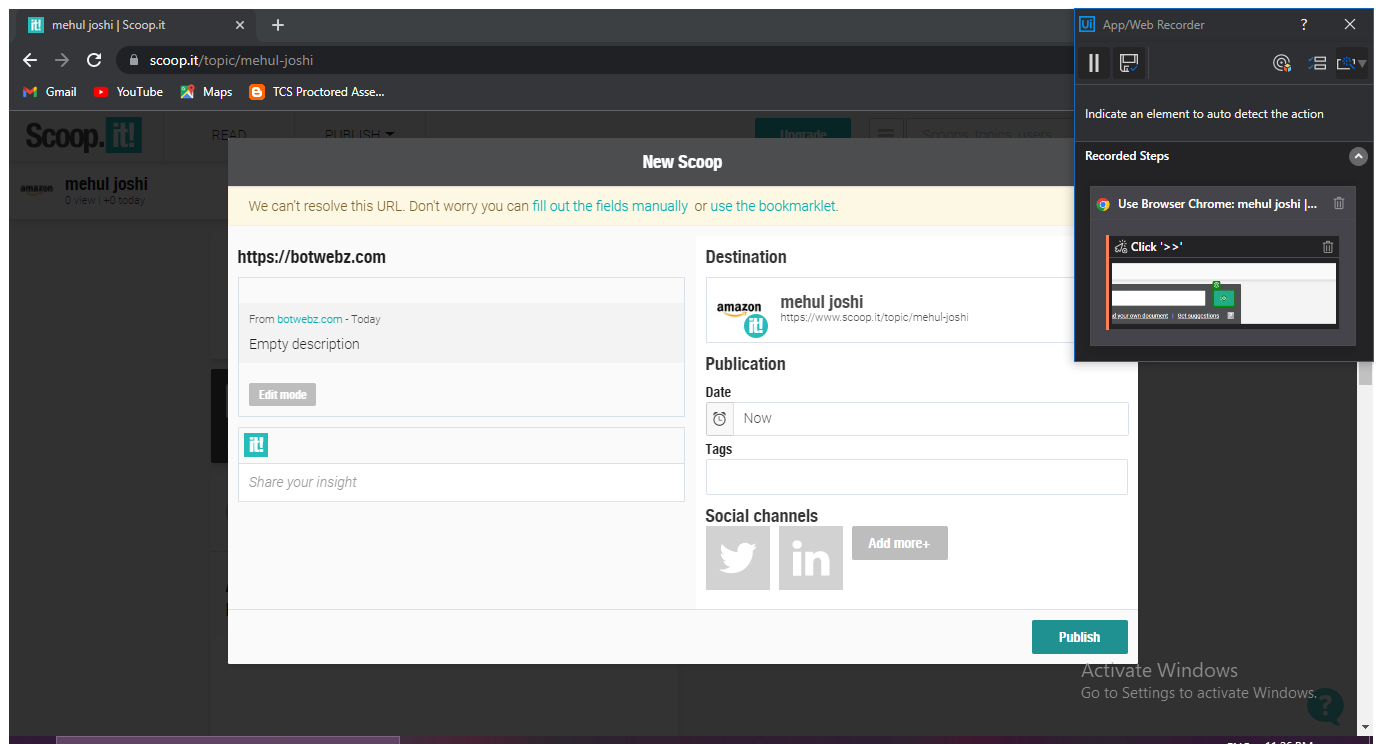 mehul joshi | Scoop.it
scoop.it/topic/mehul-joshi
Gmail YouTube Maps TCS Proctored Asse...
Scoop.it! READ PUBLISH Upgrade Scoops, topics, users
amazon mehul joshi
0 view | +0 today
New Scoop
We can't resolve this URL. Don't worry you can fill out the fields manually or use the bookmarklet.
https://botwebz.com
From botwebz.com - Today
Empty description
Edit mode
it!
Share your insight
Destination
amazon
it!
mehul joshi
https://www.scoop.it/topic/mehul-joshi
Publication
Date
Now
Tags
Social channels
in
Add more+
Publish
Ui App/Web Recorder ?
Indicate an element to auto detect the action
Recorded Steps
Use Browser Chrome: mehul joshi |...
Click '>>'
>>
d your own document | Get suggestions
Activate Windows
Go to Settings to activate Windows.
?